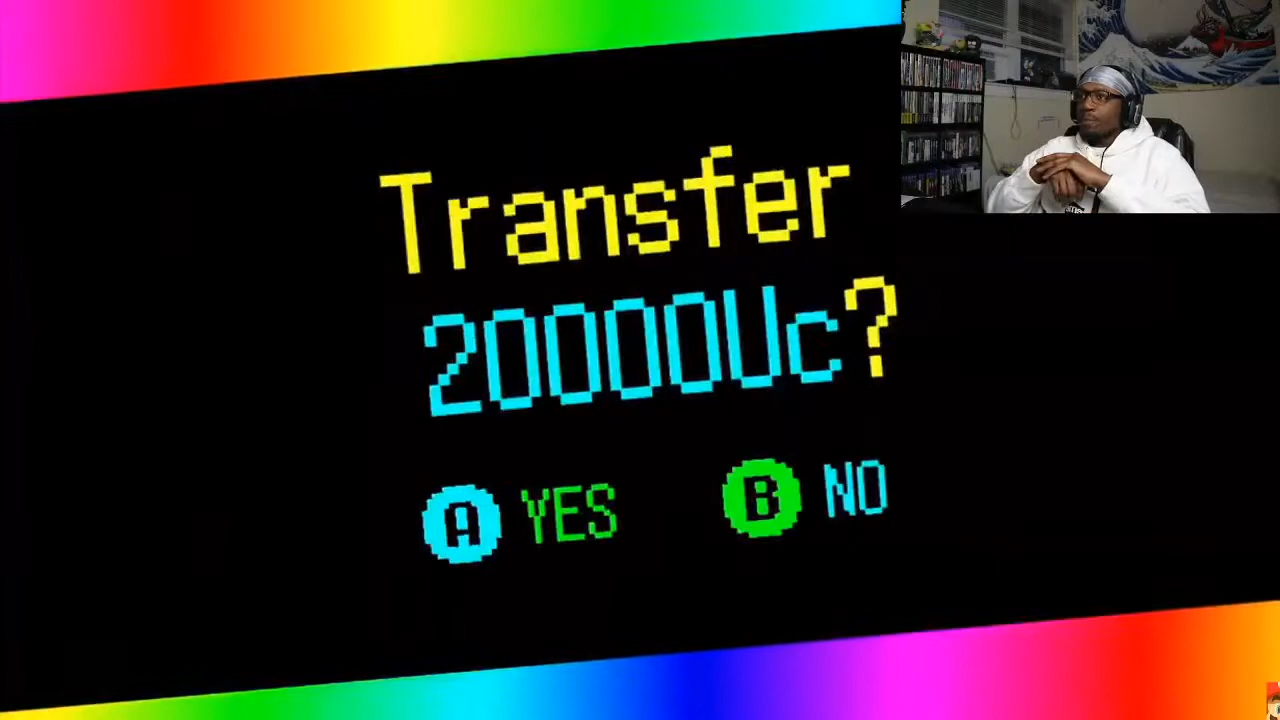 Transfer
20000Uc?
A YES B NO